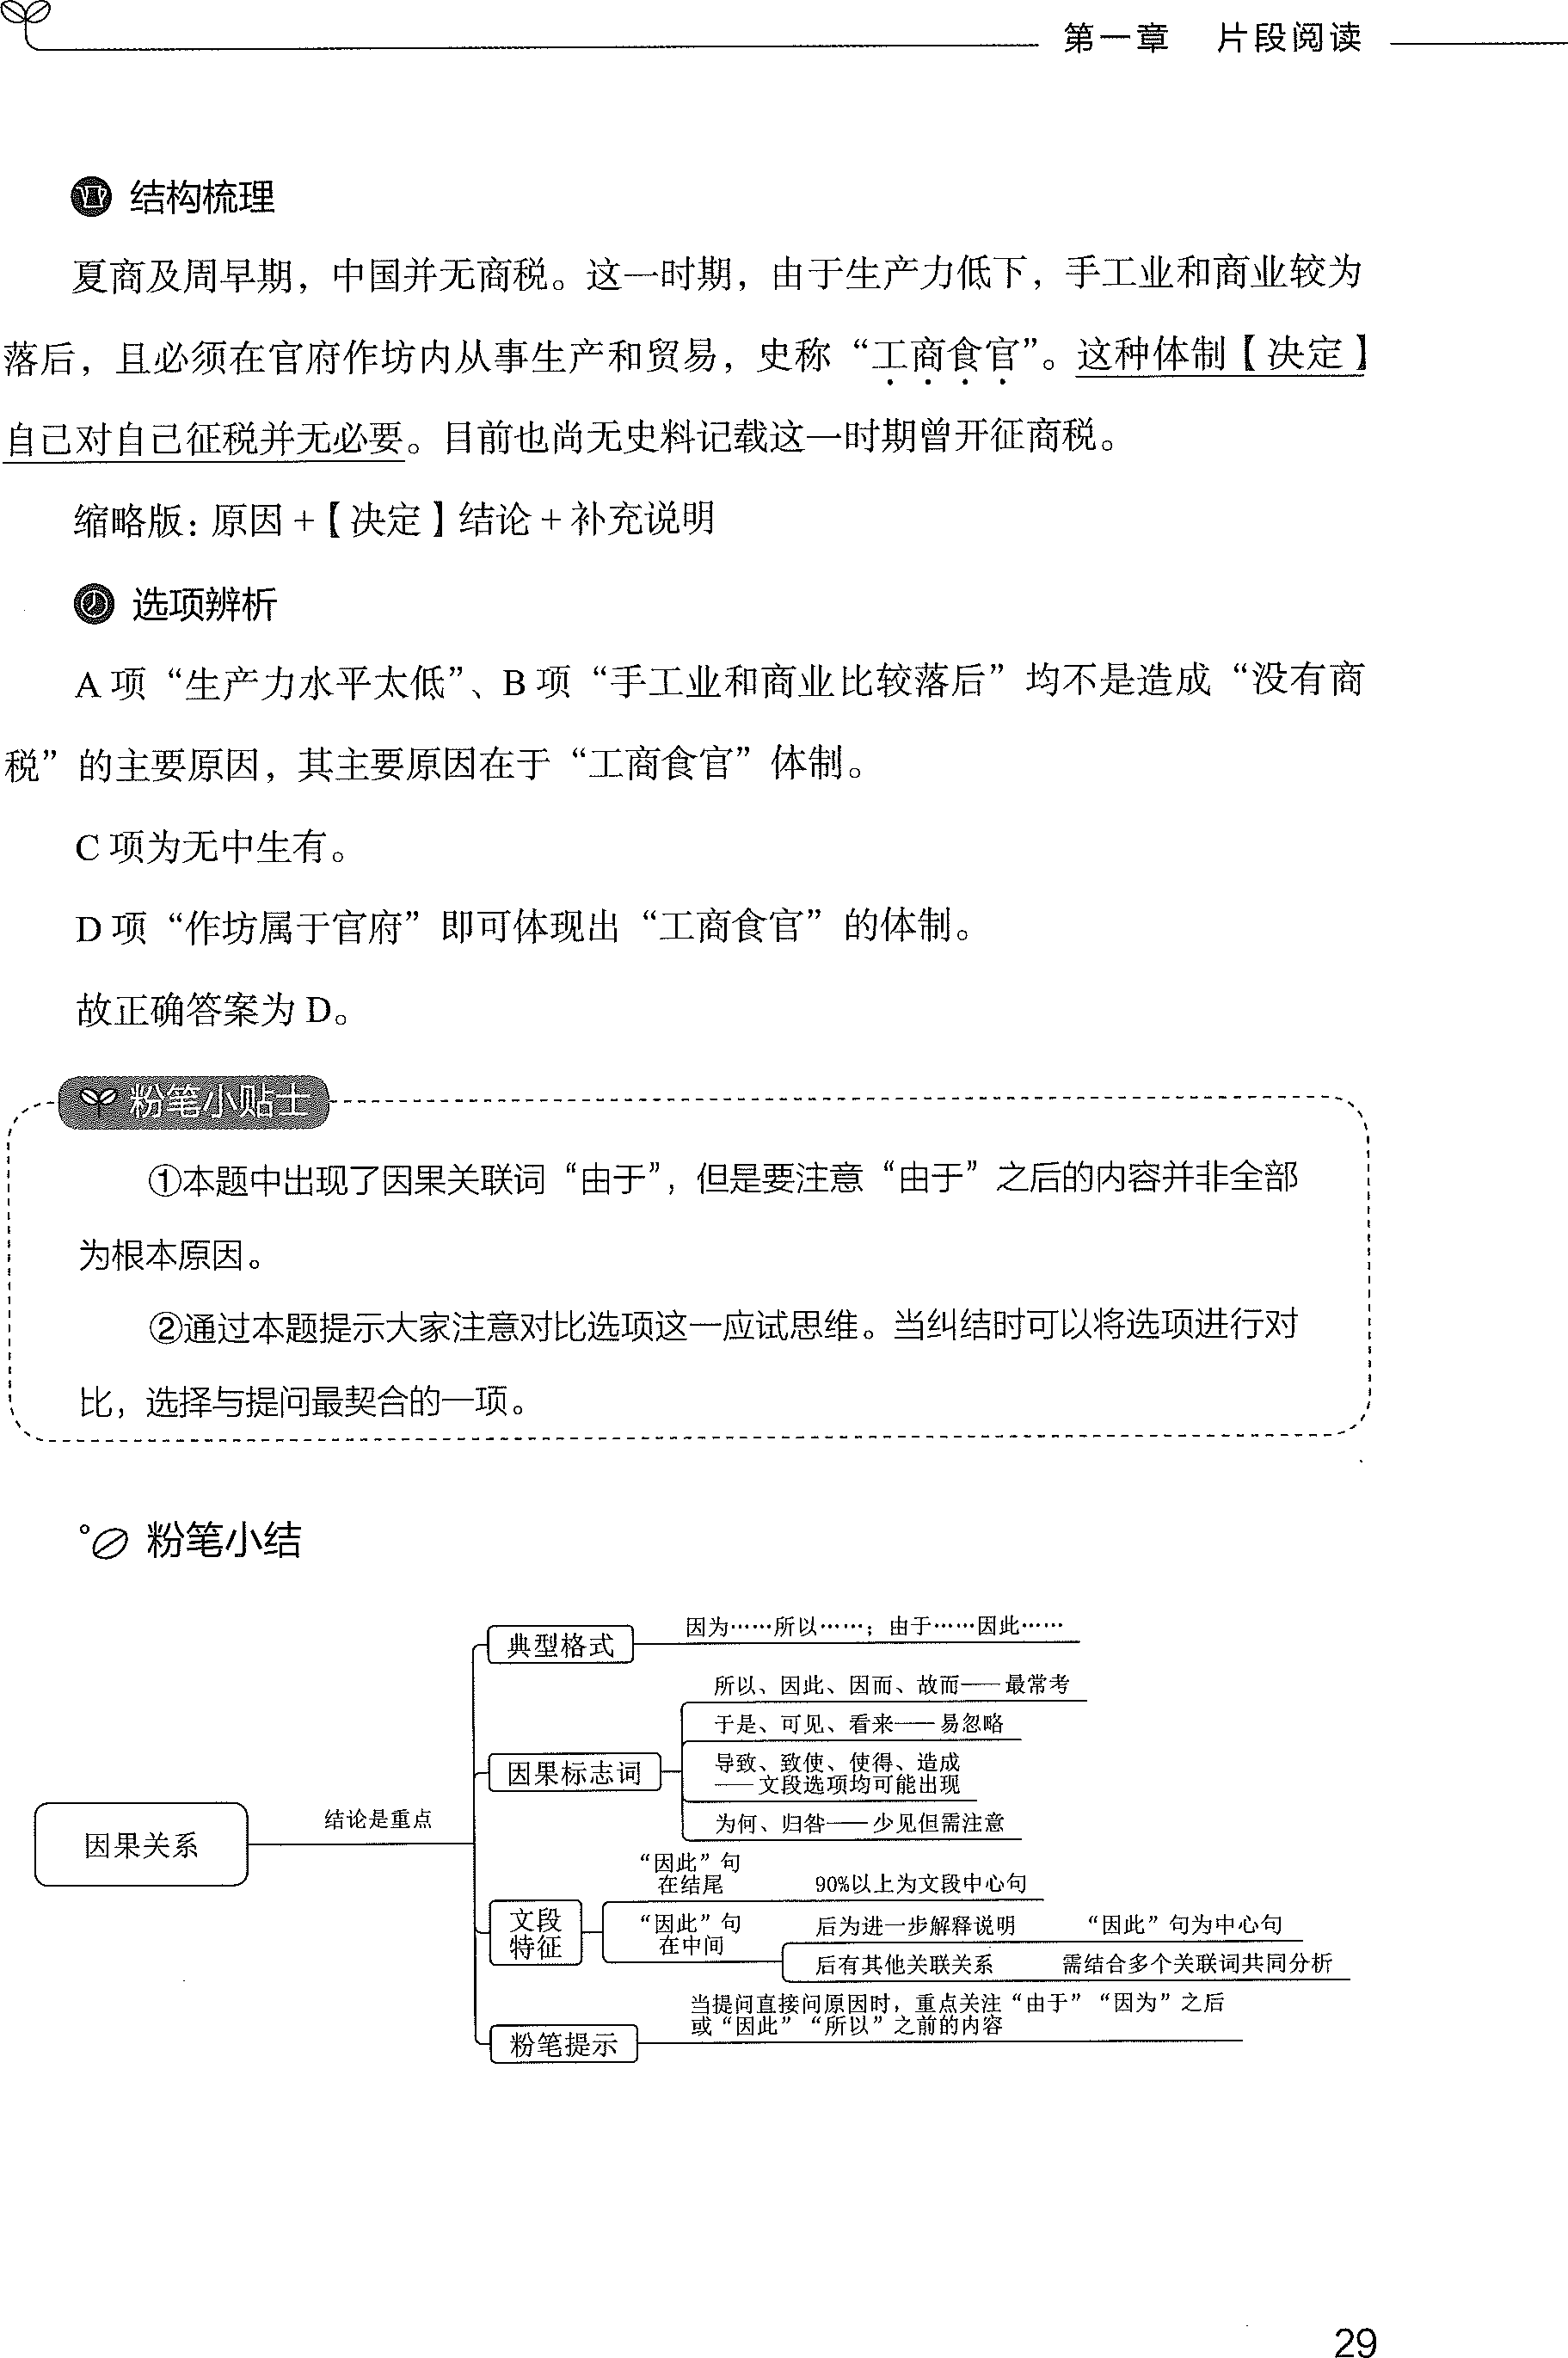 第一章 片段阅读
结构梳理
夏商及周早期，中国并无商税。这一时期，由于生产力低下，手工业和商业较为
落后，且必须在官府作坊内从事生产和贸易，史称“工商食官”。这种体制【决定】
自己对自己征税并无必要。目前也尚无史料记载这一时期曾开征商税。
缩略版：原因+【决定】结论+补充说明
选项辨析
A项“生产力水平太低”、B项“手工业和商业比较落后”均不是造成“没有商
税”的主要原因，其主要原因在于“工商食官”体制。
C项为无中生有。
D项“作坊属于官府”即可体现出“工商食官”的体制。
故正确答案为D。
粉笔小贴士
①本题中出现了因果关联词“由于”，但是要注意“由于”之后的内容并非全部
为根本原因。
②通过本题提示大家注意对比选项这一应试思维。当纠结时可以将选项进行对
比，选择与提问最契合的一项。
粉笔小结
因果关系
结论是重点
典型格式
因为……所以……；由于……因此……
因果标志词
所以、因此、因而、故而——最常考
于是、可见、看来——易忽略
导致、致使、使得、造成
——文段选项均可能出现
为何、归咎——少见但需注意
文段
特征
“因此”句
在结尾
90%以上为文段中心句
“因此”句
在中间
后为进一步解释说明
“因此”句为中心句
后有其他关联关系
需结合多个关联词共同分析
粉笔提示
当提问直接问原因时，重点关注“由于”“因为”之后
或“因此”“所以”之前的内容
29